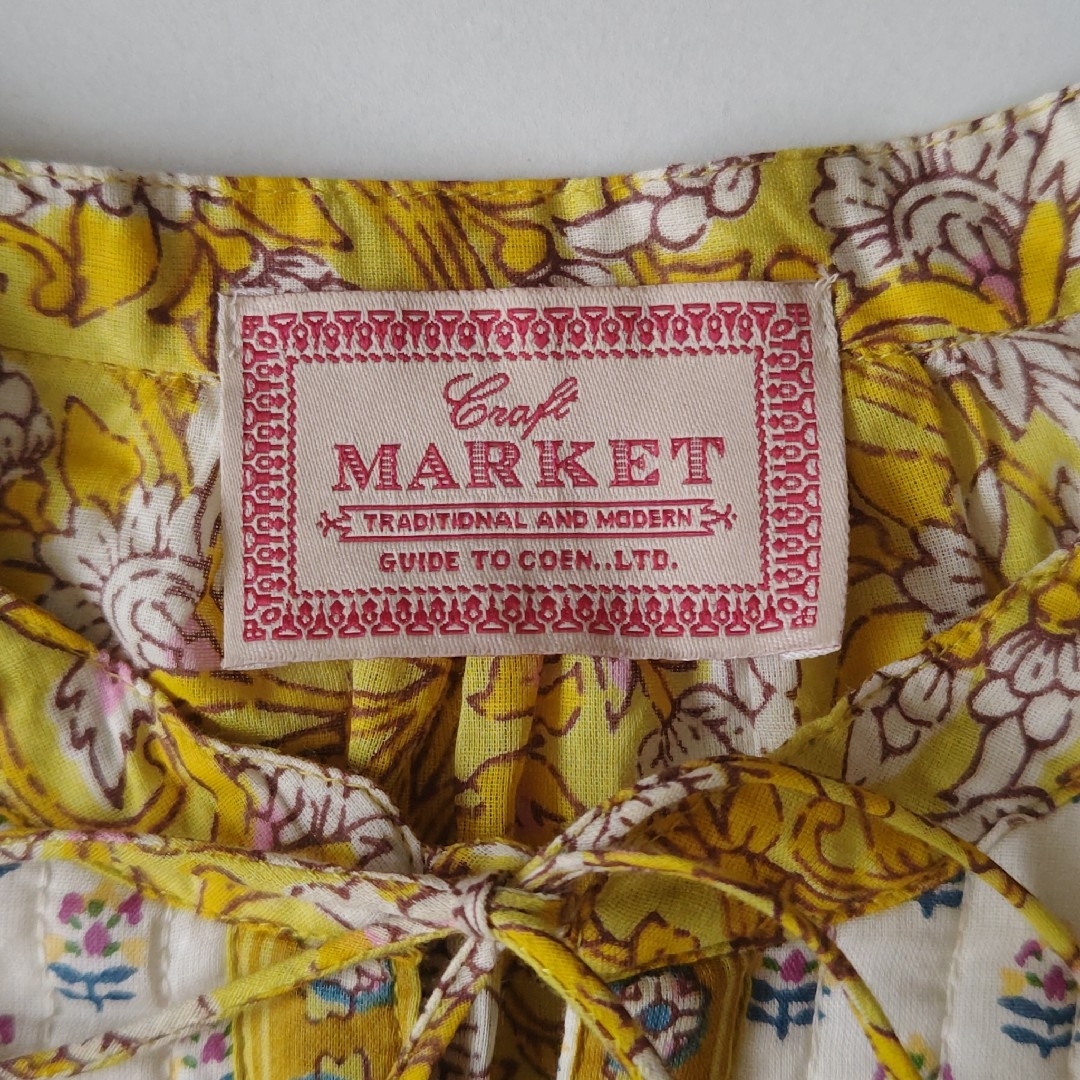 Craft
MARKET
TRADITIONAL AND MODERN
GUIDE TO COEN..LTD.